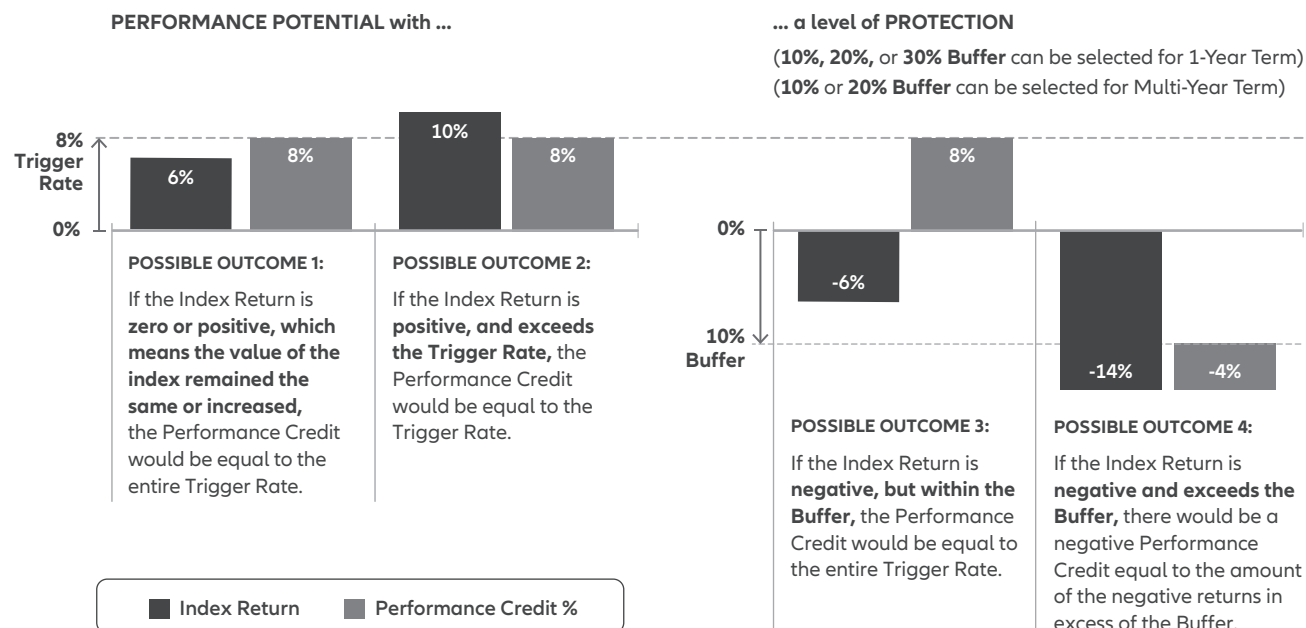 PERFORMANCE POTENTIAL with ...
8%
Trigger
Rate
0%
6%
8%
10%
8%
POSSIBLE OUTCOME 1:
If the Index Return is
zero or positive, which
means the value of the
index remained the
same or increased,
the Performance Credit
would be equal to the
entire Trigger Rate.
POSSIBLE OUTCOME 2:
If the Index Return is
positive, and exceeds
the Trigger Rate, the
Performance Credit
would be equal to the
Trigger Rate.
Index Return
Performance Credit %
... a level of PROTECTION
(10%, 20%, or 30% Buffer can be selected for 1-Year Term)
(10% or 20% Buffer can be selected for Multi-Year Term)
0%
10%
Buffer
-6%
8%
-14%
-4%
POSSIBLE OUTCOME 3:
If the Index Return is
negative, but within the
Buffer, the Performance
Credit would be equal to
the entire Trigger Rate.
POSSIBLE OUTCOME 4:
If the Index Return is
negative and exceeds the
Buffer, there would be a
negative Performance
Credit equal to the amount
of the negative returns in
excess of the Buffer.